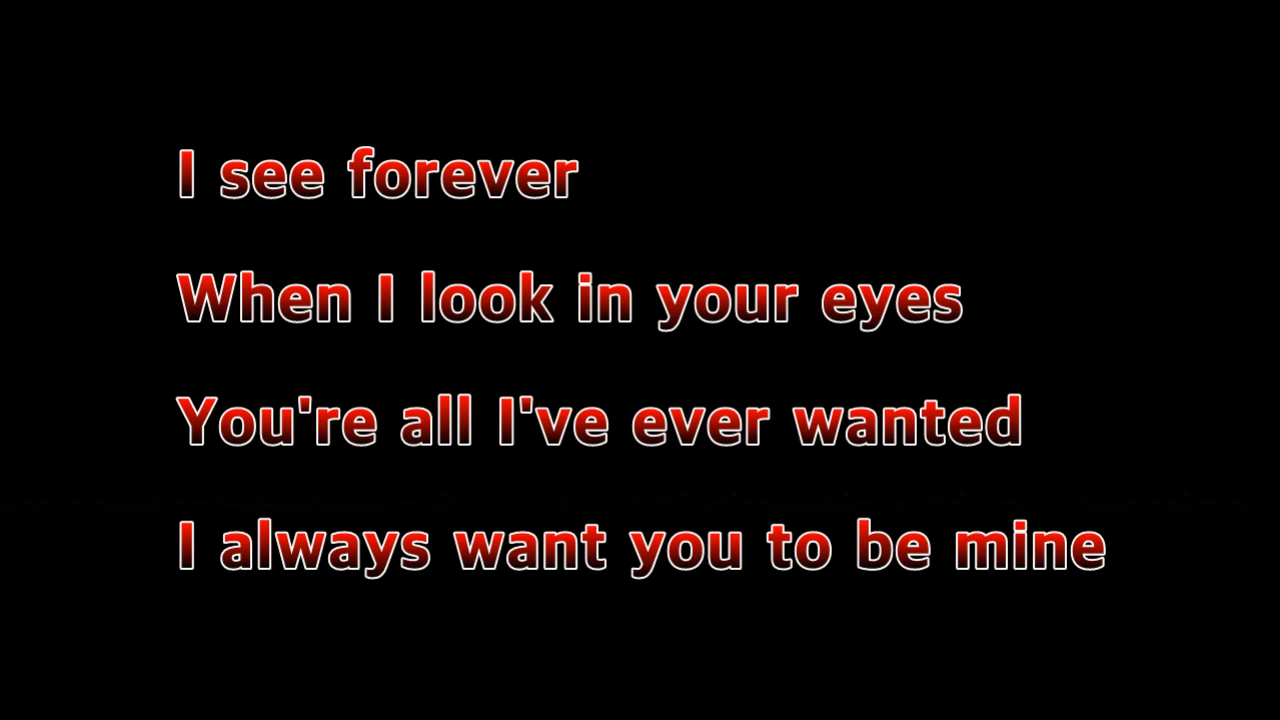 I see forever
When I look in your eyes
You're all I've ever wanted
I always want you to be mine